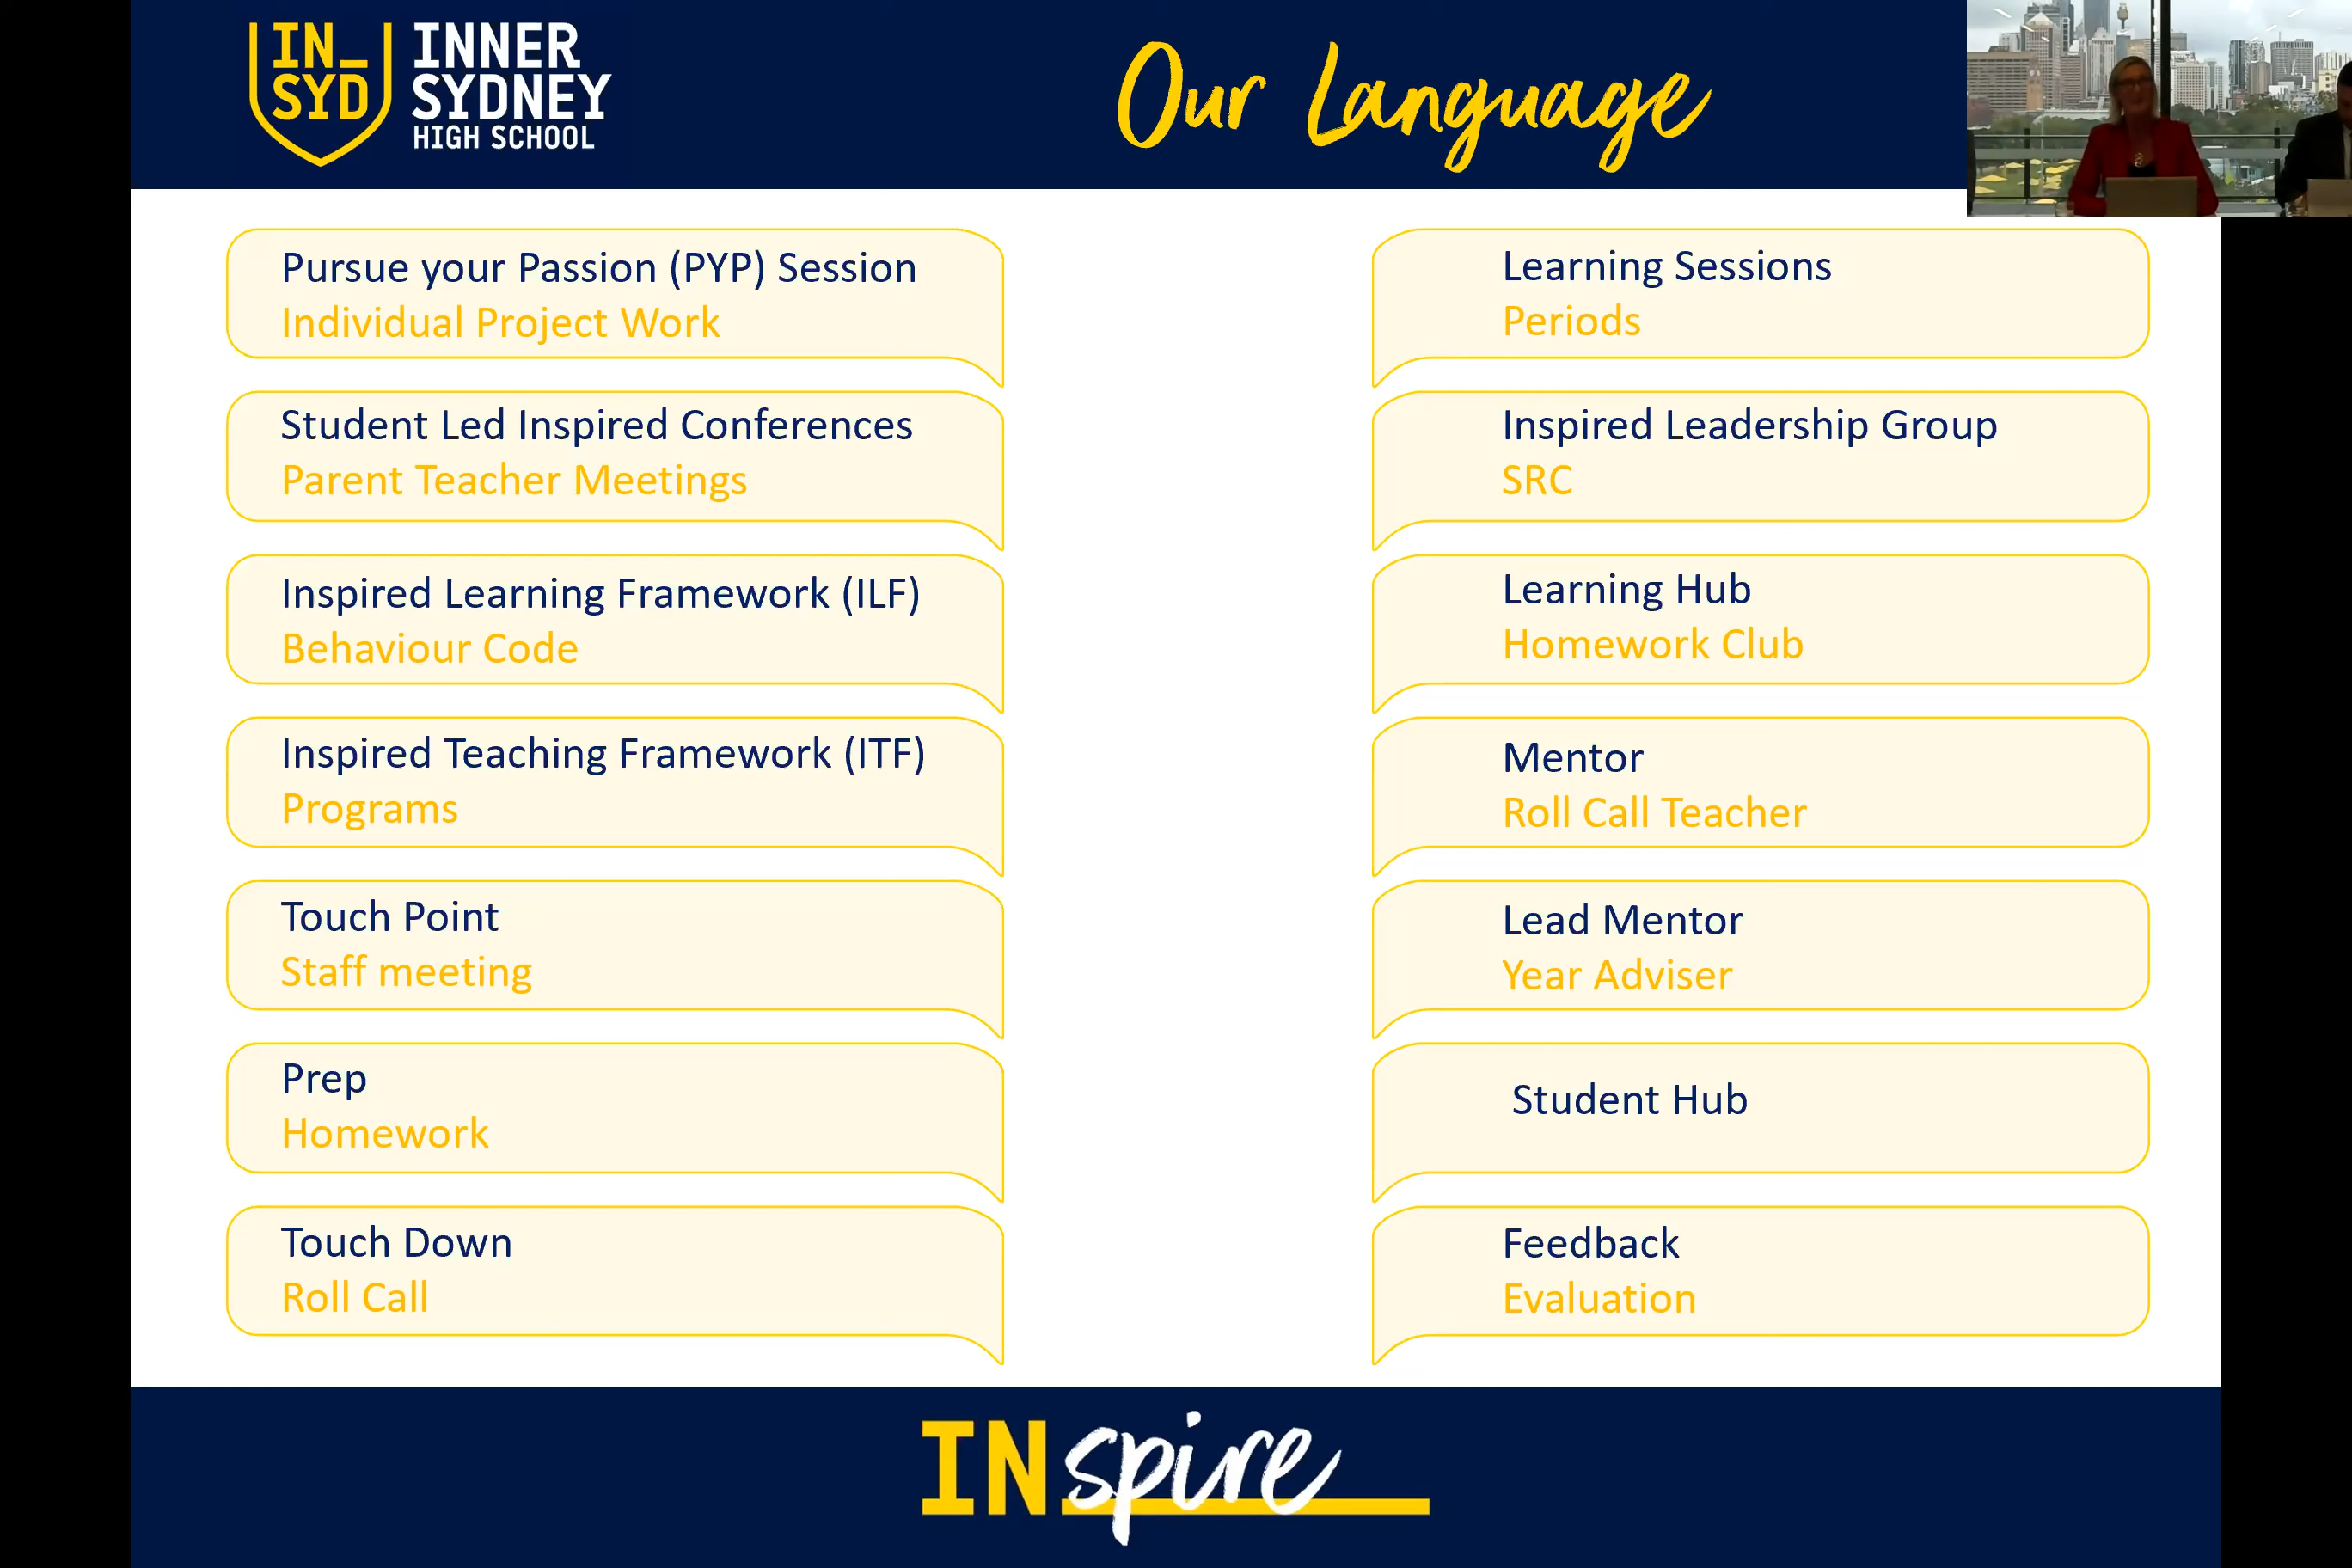 IN_
SYD
INNER
SYDNEY
HIGH SCHOOL
Our Language
Pursue your Passion (PYP) Session
Individual Project Work
Student Led Inspired Conferences
Parent Teacher Meetings
Inspired Learning Framework (ILF)
Behaviour Code
Inspired Teaching Framework (ITF)
Programs
Touch Point
Staff meeting
Prep
Homework
Touch Down
Roll Call
Learning Sessions
Periods
Inspired Leadership Group
SRC
Learning Hub
Homework Club
Mentor
Roll Call Teacher
Lead Mentor
Year Adviser
Student Hub
Feedback
Evaluation
INspire